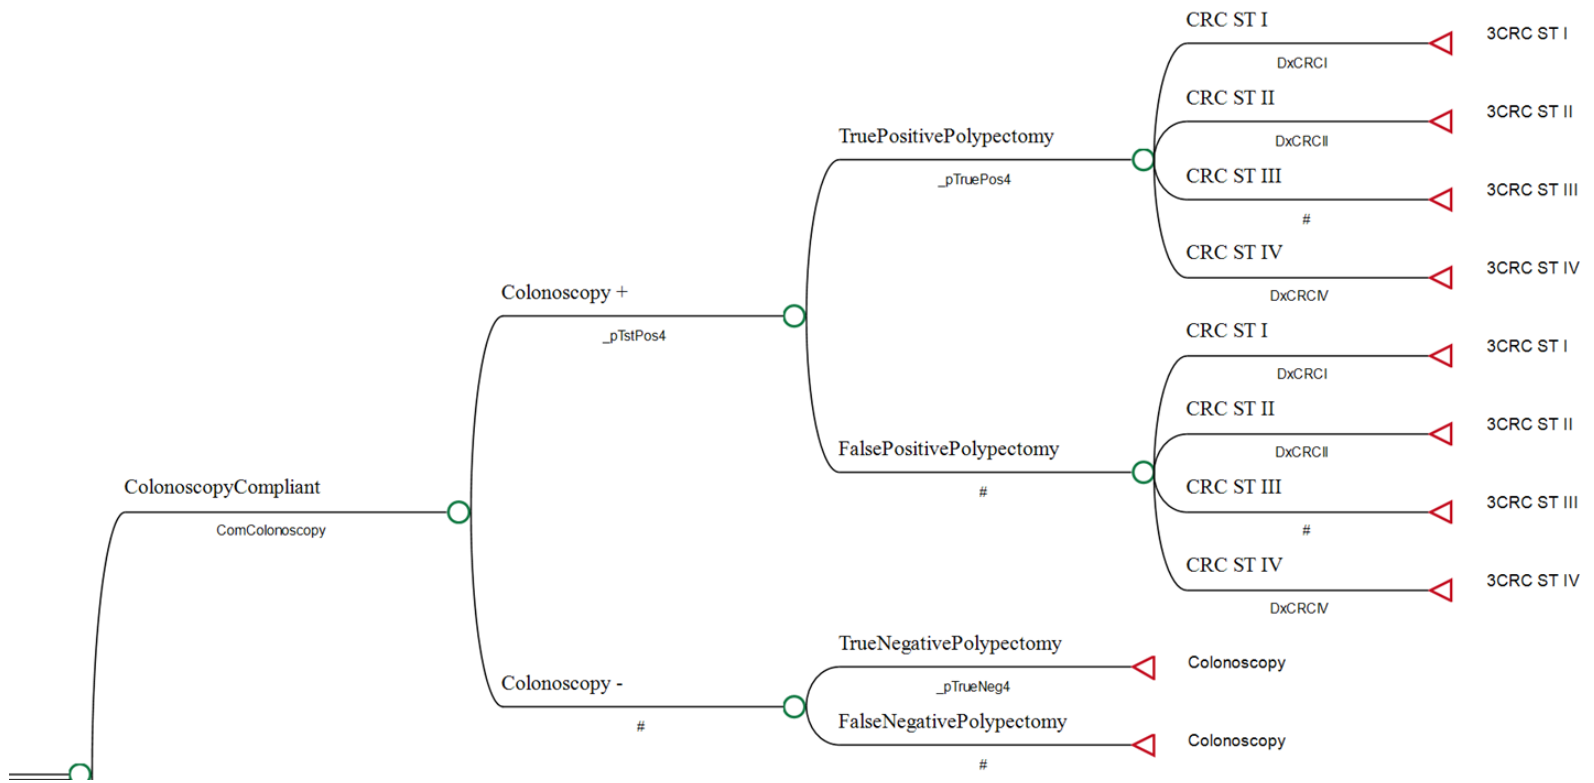 CRC ST I
3CRC ST I
DxCRCI
CRC ST II
3CRC ST II
DxCRCII
TruePositivePolypectomy
_pTruePos4
CRC ST III
3CRC ST III
#
CRC ST IV
3CRC ST IV
DxCRCIV
Colonoscopy +
_pTstPos4
CRC ST I
3CRC ST I
DxCRCI
CRC ST II
3CRC ST II
DxCRCII
FalsePositivePolypectomy
#
CRC ST III
3CRC ST III
#
CRC ST IV
3CRC ST IV
DxCRCIV
ColonoscopyCompliant
ComColonoscopy
TrueNegativePolypectomy
Colonoscopy
_pTrueNeg4
Colonoscopy -
#
FalseNegativePolypectomy
Colonoscopy
#